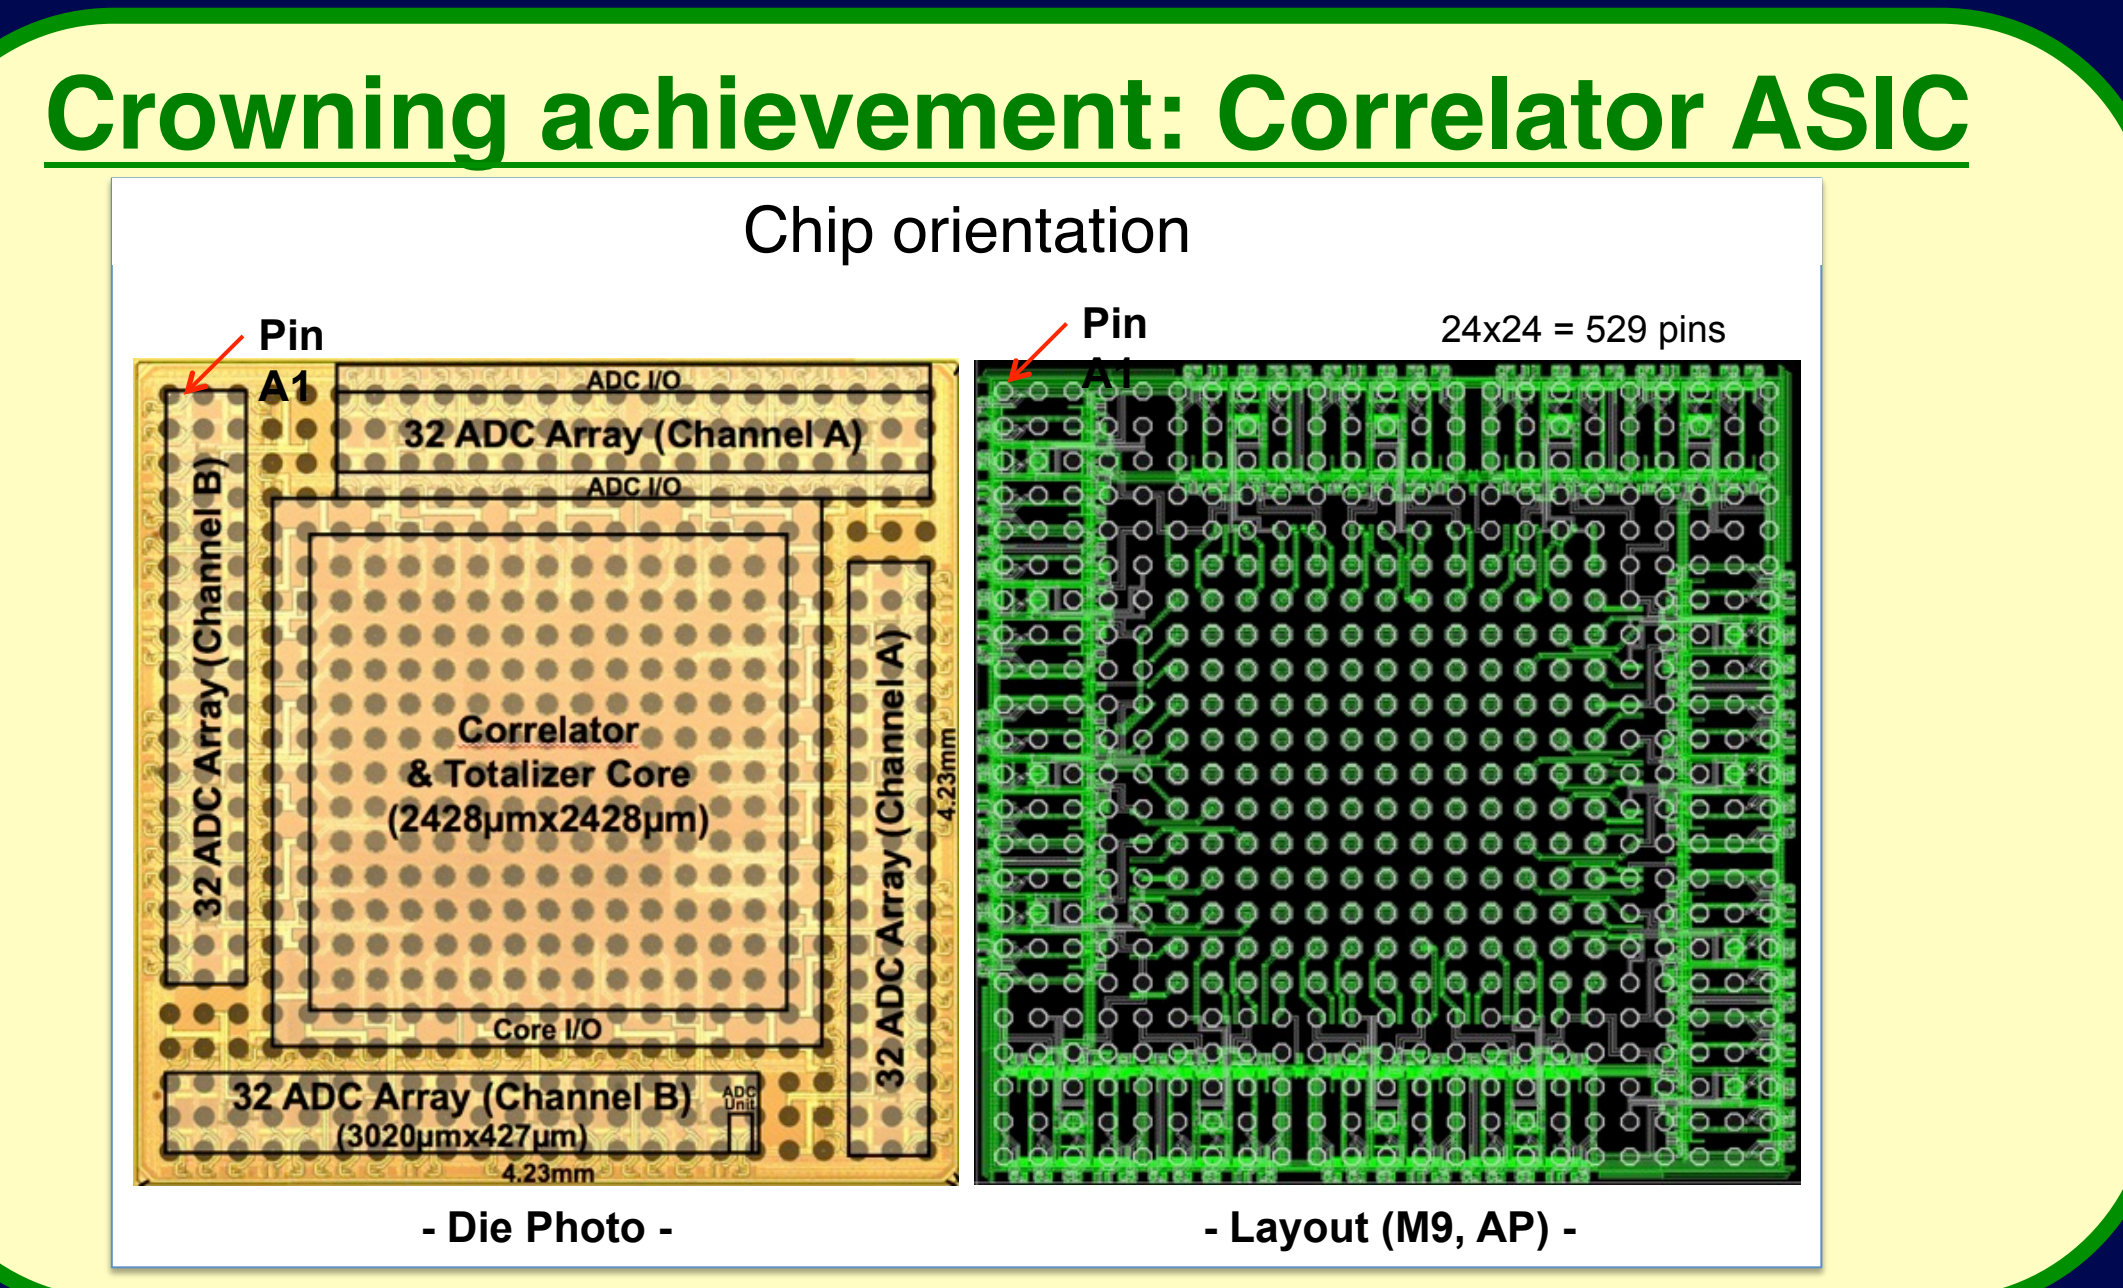 Crowning achievement: Correlator ASIC
Chip orientation
Pin
A1
Pin
A1
24x24 = 529 pins
ADC I/O
32 ADC Array (Channel A)
ADC I/O
32 ADC Array (Channel B)
Correlator
& Totalizer Core
(2428µmx2428µm)
32 ADC Array (Channel A)
4.23mm
Core I/O
32 ADC Array (Channel B)
(3020µmx427µm)
ADC
Unit
4.23mm
- Die Photo -
- Layout (M9, AP) -